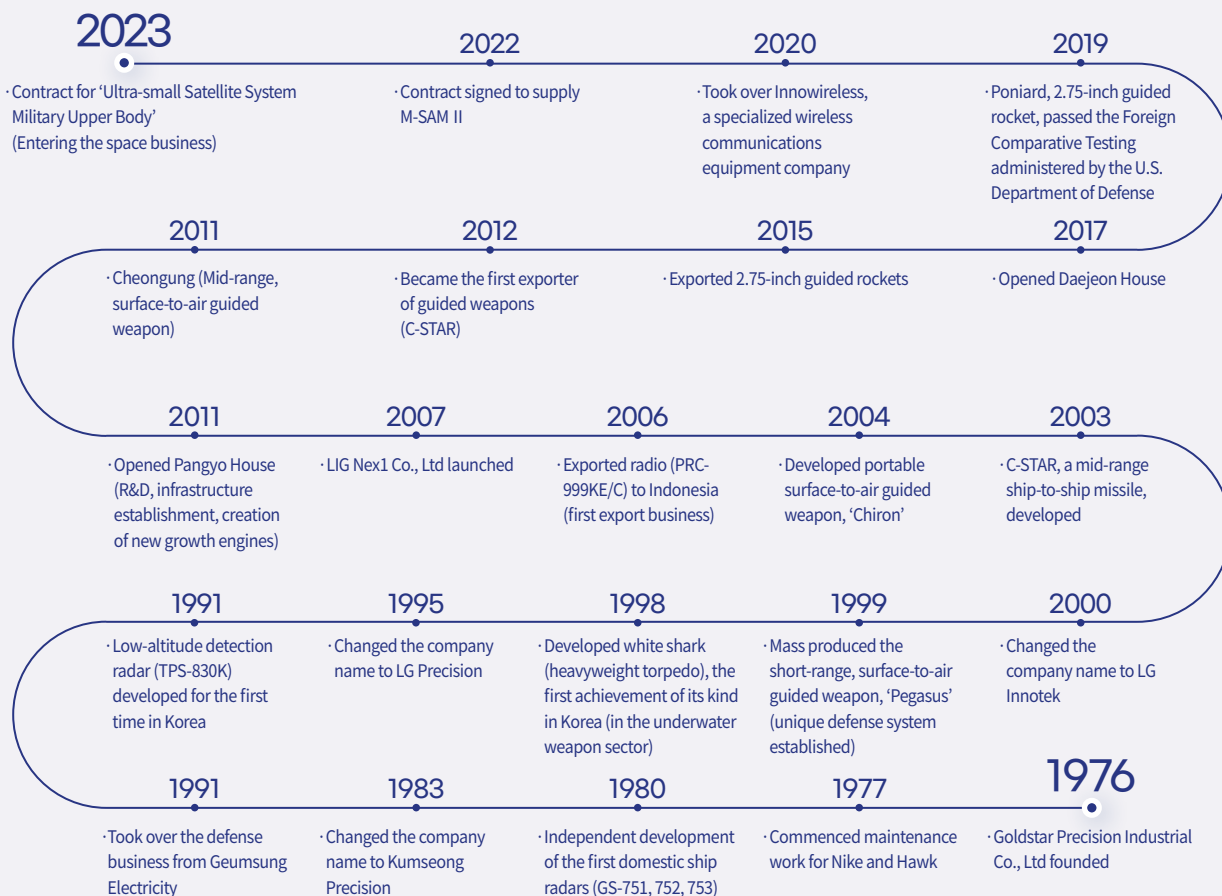 2023
· Contract for ‘Ultra-small Satellite System
Military Upper Body’
(Entering the space business)
2022
· Contract signed to supply
M-SAM II
2020
· Took over Innowireless,
a specialized wireless
communications
equipment company
2019
· Poniard, 2.75-inch guided
rocket, passed the Foreign
Comparative Testing
administered by the U.S.
Department of Defense
2011
· Cheongung (Mid-range,
surface-to-air guided
weapon)
2012
· Became the first exporter
of guided weapons
(C-STAR)
2015
· Exported 2.75-inch guided rockets
2017
· Opened Daejeon House
2011
· Opened Pangyo House
(R&D, infrastructure
establishment, creation
of new growth engines)
2007
· LIG Nex1 Co., Ltd launched
2006
· Exported radio (PRC-
999KE/C) to Indonesia
(first export business)
2004
· Developed portable
surface-to-air guided
weapon, ‘Chiron’
2003
· C-STAR, a mid-range
ship-to-ship missile,
developed
1991
· Low-altitude detection
radar (TPS-830K)
developed for the first
time in Korea
1995
· Changed the company
name to LG Precision
1998
· Developed white shark
(heavyweight torpedo), the
first achievement of its kind
in Korea (in the underwater
weapon sector)
1999
· Mass produced the
short-range, surface-to-air
guided weapon, ‘Pegasus’
(unique defense system
established)
2000
· Changed the
company name to LG
Innotek
1991
· Took over the defense
business from Geumsung
Electricity
1983
· Changed the company
name to Kumseong
Precision
1980
· Independent development
of the first domestic ship
radars (GS-751, 752, 753)
1977
· Commenced maintenance
work for Nike and Hawk
1976
· Goldstar Precision Industrial
Co., Ltd founded